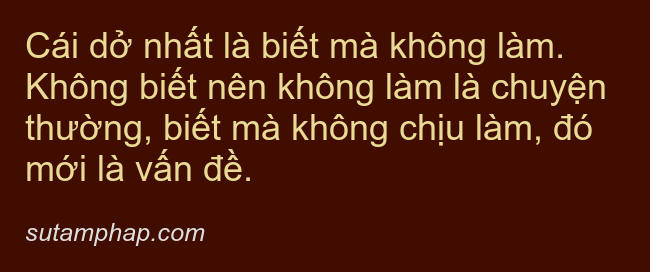 Cái dở nhất là biết mà không làm.
Không biết nên không làm là chuyện
thường, biết mà không chịu làm, đó
mới là vấn đề.
sutamphap.com